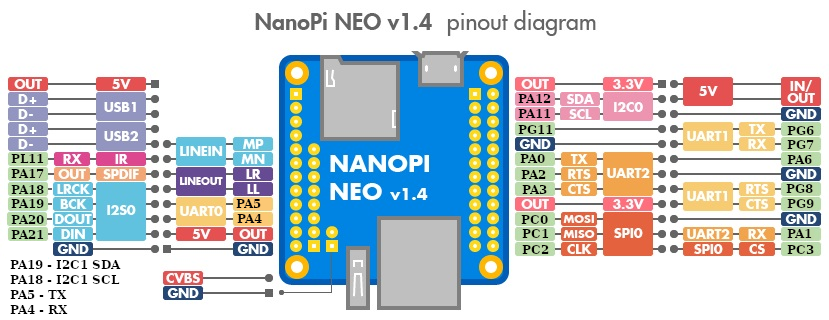 NanoPi NEO v1.4 pinout diagram
OUT 5V
D+ USB1
D-
D+ USB2
D-
PL11 RX IR
PA17 OUT SPDIF
PA18 LRCK I2S0
PA19 BCK
PA20 DOUT
PA21 DIN
GND
LINEIN MP
MN
LINEOUT LR
LL
UART0 PA5
PA4
5V OUT
GND
CVBS
GND
PA19 - I2C1 SDA
PA18 - I2C1 SCL
PA5 - TX
PA4 - RX
NANOPI
NEO v1.4
OUT 3.3V
PA12 SDA I2C0
PA11 SCL
PG11
GND
PA0 TX UART2
PA2 RTS
PA3 CTS
OUT 3.3V
PC0 MOSI SPI0
PC1 MISO
PC2 CLK
5V IN/
OUT
GND
UART1 TX PG6
RX PG7
PA6
UART1 RTS PG8
CTS PG9
GND
UART2 RX PA1
SPI0 CS PC3